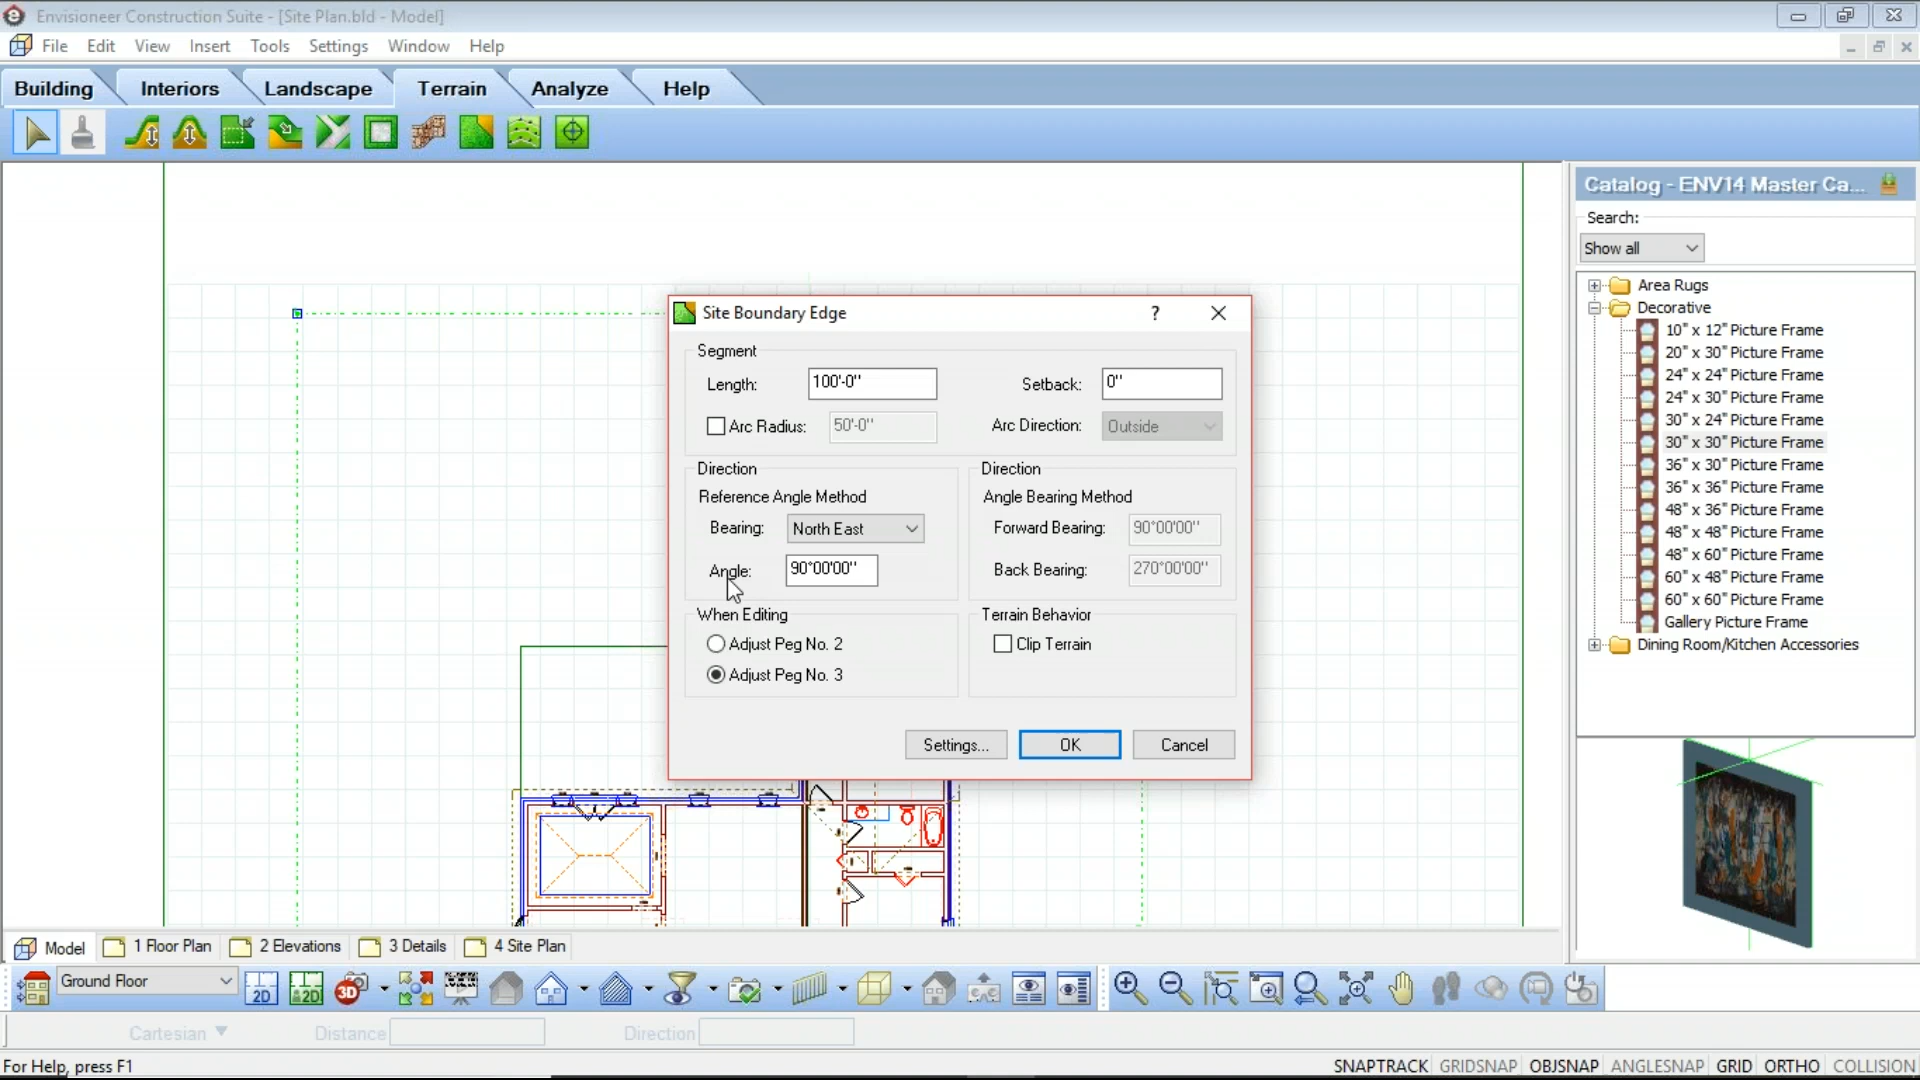 Envisioneer Construction Suite - [Site Plan.bld - Model]
File Edit View Insert Tools Settings Window Help
Building Interiors Landscape Terrain Analyze Help
Catalog - ENV14 Master Ca...
Search:
Show all
Area Rugs
Decorative
10" x 12" Picture Frame
20" x 30" Picture Frame
24" x 24" Picture Frame
24" x 30" Picture Frame
30" x 24" Picture Frame
30" x 30" Picture Frame
36" x 30" Picture Frame
36" x 36" Picture Frame
48" x 36" Picture Frame
48" x 48" Picture Frame
48" x 60" Picture Frame
60" x 48" Picture Frame
60" x 60" Picture Frame
Gallery Picture Frame
Dining Room/Kitchen Accessories
Site Boundary Edge ?
Segment
Length: 100'-0" Setback: 0"
Arc Radius: 50'-0" Arc Direction: Outside
Direction Direction
Reference Angle Method Angle Bearing Method
Bearing: North East Forward Bearing: 90°00'00"
Angle: 90°00'00" Back Bearing: 270°00'00"
When Editing Terrain Behavior
Adjust Peg No. 2 Clip Terrain
Adjust Peg No. 3
Settings... OK Cancel
Model 1 Floor Plan 2 Elevations 3 Details 4 Site Plan
Ground Floor 2D 2D 3D
Cartesian Distance Direction
For Help, press F1 SNAPTRACK GRIDSNAP OBJSNAP ANGLESNAP GRID ORTHO COLLISION